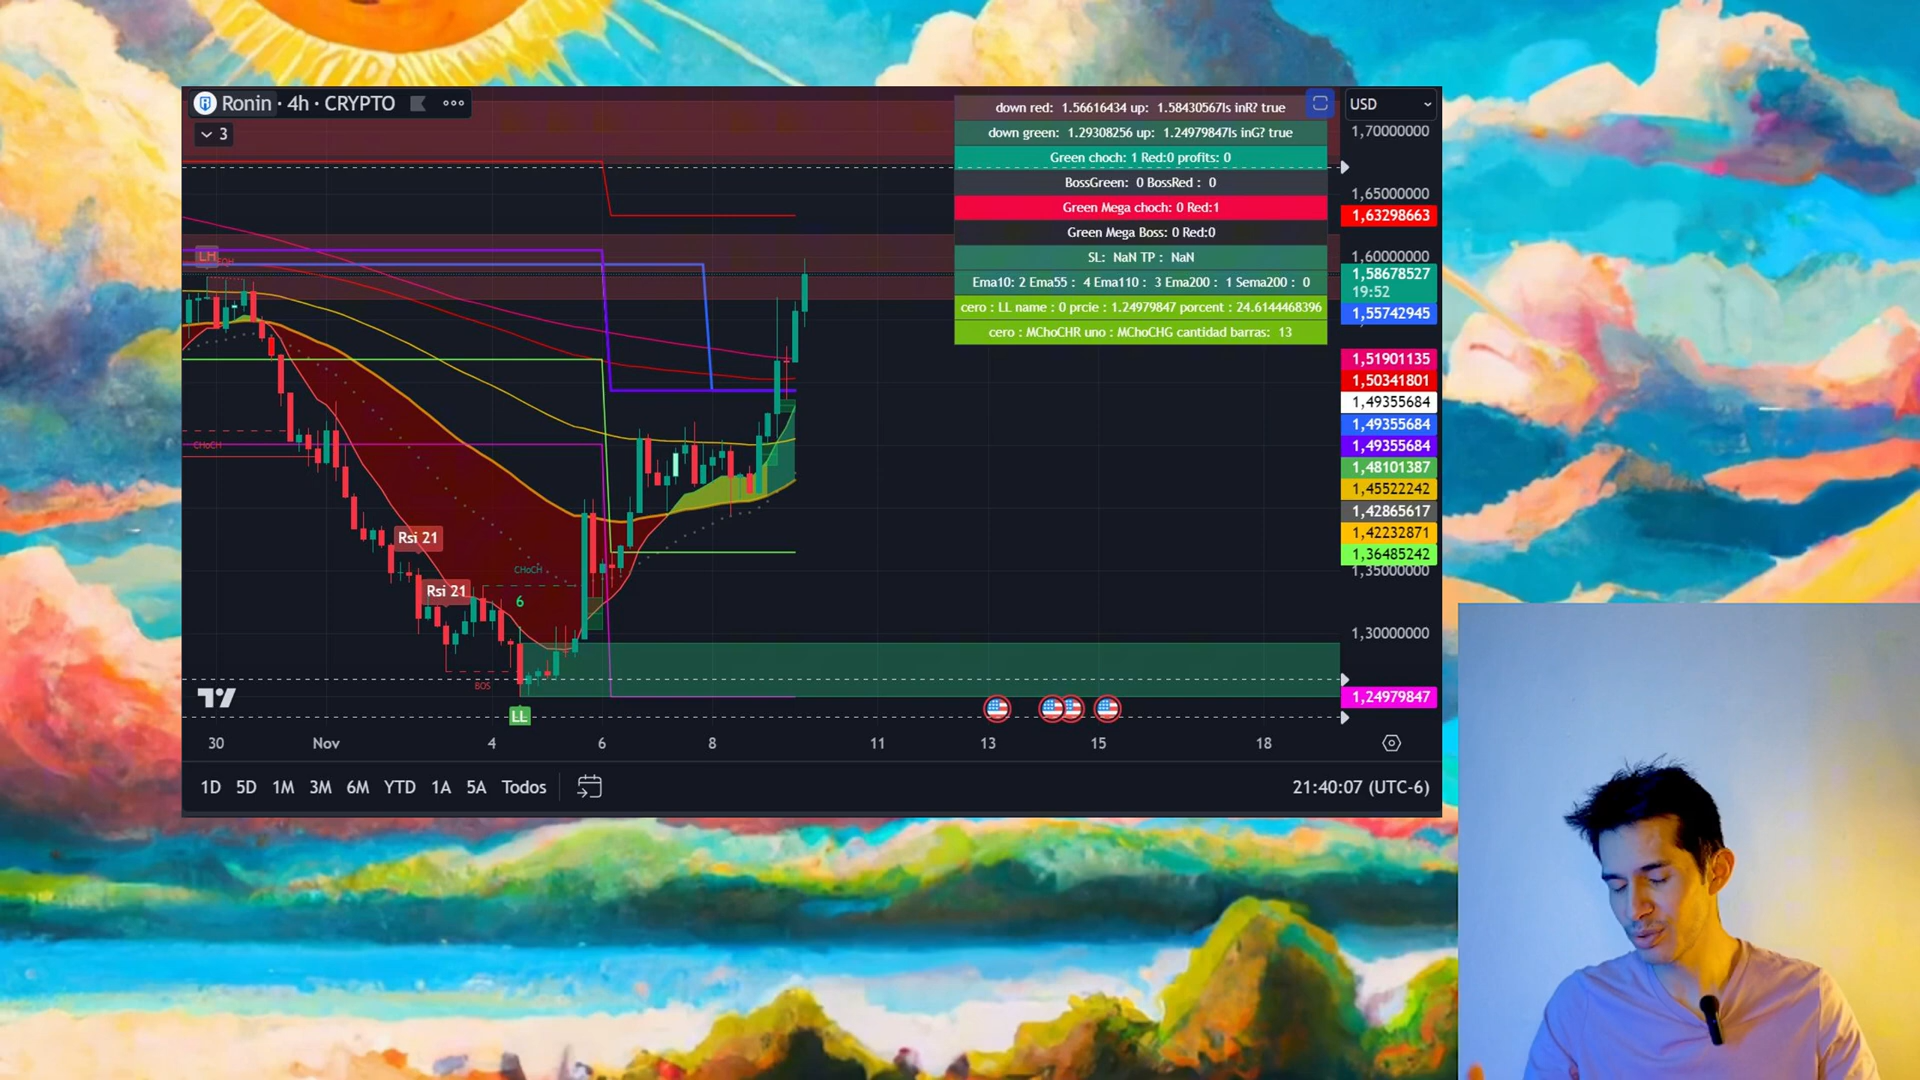 Ronin · 4h · CRYPTO
3
USD
down red: 1.56616434 up: 1.58430567Is inR? true
down green: 1.29308256 up: 1.24979847Is inG? true
Green choch: 1 Red:0 profits: 0
BossGreen: 0 BossRed : 0
Green Mega choch: 0 Red:1
Green Mega Boss: 0 Red:0
SL: NaN TP : NaN
Ema10: 2 Ema55 : 4 Ema110 : 3 Ema200 : 1 Sema200 : 0
cero : LL name : 0 prcie : 1.24979847 porcent : 24.6144468396
cero : MChoCHR uno : MChoCHG cantidad barras: 13
1,70000000
1,65000000
1,63298663
1,60000000
1,58678527
19:52
1,55742945
1,51901135
1,50341801
1,49355684
1,49355684
1,49355684
1,48101387
1,45522242
1,42865617
1,42232871
1,36485242
1,35000000
1,30000000
1,24979847
LH
EQH
CHoCH
Rsi 21
Rsi 21
CHoCH
6
BOS
LL
30 Nov 4 6 8 11 13 15 18
1D 5D 1M 3M 6M YTD 1A 5A Todos
21:40:07 (UTC-6)